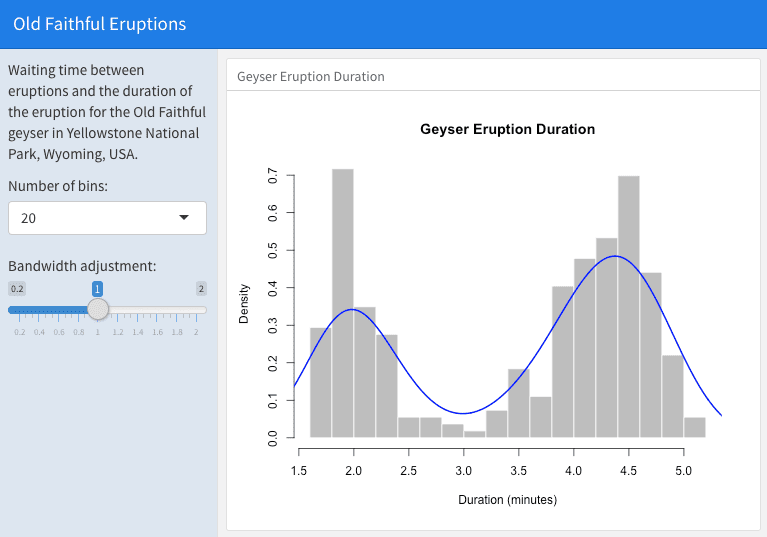 Old Faithful Eruptions
Waiting time between
eruptions and the duration of
the eruption for the Old Faithful
geyser in Yellowstone National
Park, Wyoming, USA.
Number of bins:
20
Bandwidth adjustment:
0.2 1 2
0.2 0.4 0.6 0.8 1 1.2 1.4 1.6 1.8 2
Geyser Eruption Duration
Geyser Eruption Duration
Density
0.7
0.6
0.5
0.4
0.3
0.2
0.1
0.0
1.5 2.0 2.5 3.0 3.5 4.0 4.5 5.0
Duration (minutes)